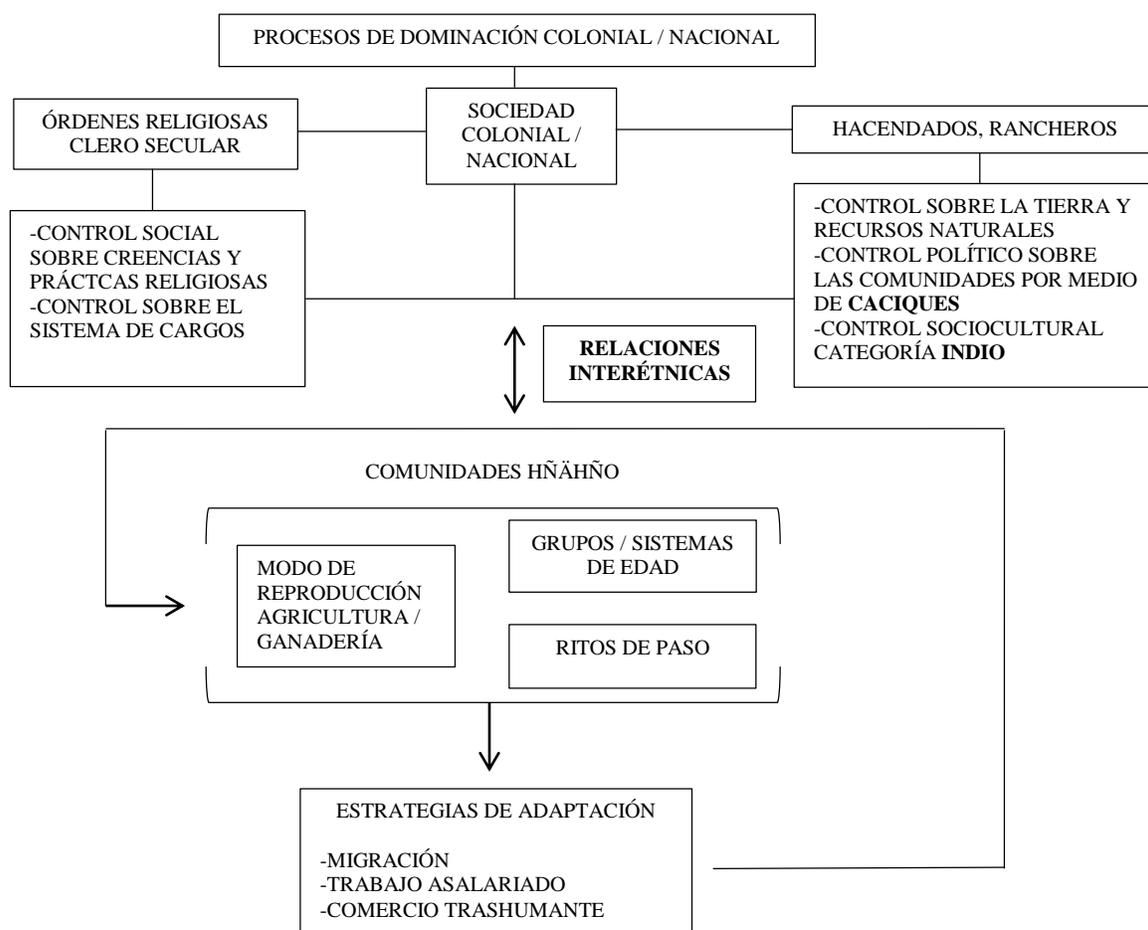 PROCESOS DE DOMINACIÓN COLONIAL / NACIONAL
ÓRDENES RELIGIOSAS
CLERO SECULAR
SOCIEDAD
COLONIAL /
NACIONAL
HACENDADOS, RANCHEROS
-CONTROL SOCIAL
SOBRE CREENCIAS Y
PRÁCTCAS RELIGIOSAS
-CONTROL SOBRE EL
SISTEMA DE CARGOS
-CONTROL SOBRE LA TIERRA Y
RECURSOS NATURALES
-CONTROL POLÍTICO SOBRE
LAS COMUNIDADES POR MEDIO
DE CACIQUES
-CONTROL SOCIOCULTURAL
CATEGORÍA INDIO
RELACIONES
INTERÉTNICAS
COMUNIDADES HÑÄHÑO
MODO DE
REPRODUCCIÓN
AGRICULTURA /
GANADERÍA
GRUPOS / SISTEMAS
DE EDAD
RITOS DE PASO
ESTRATEGIAS DE ADAPTACIÓN
-MIGRACIÓN
-TRABAJO ASALARIADO
-COMERCIO TRASHUMANTE